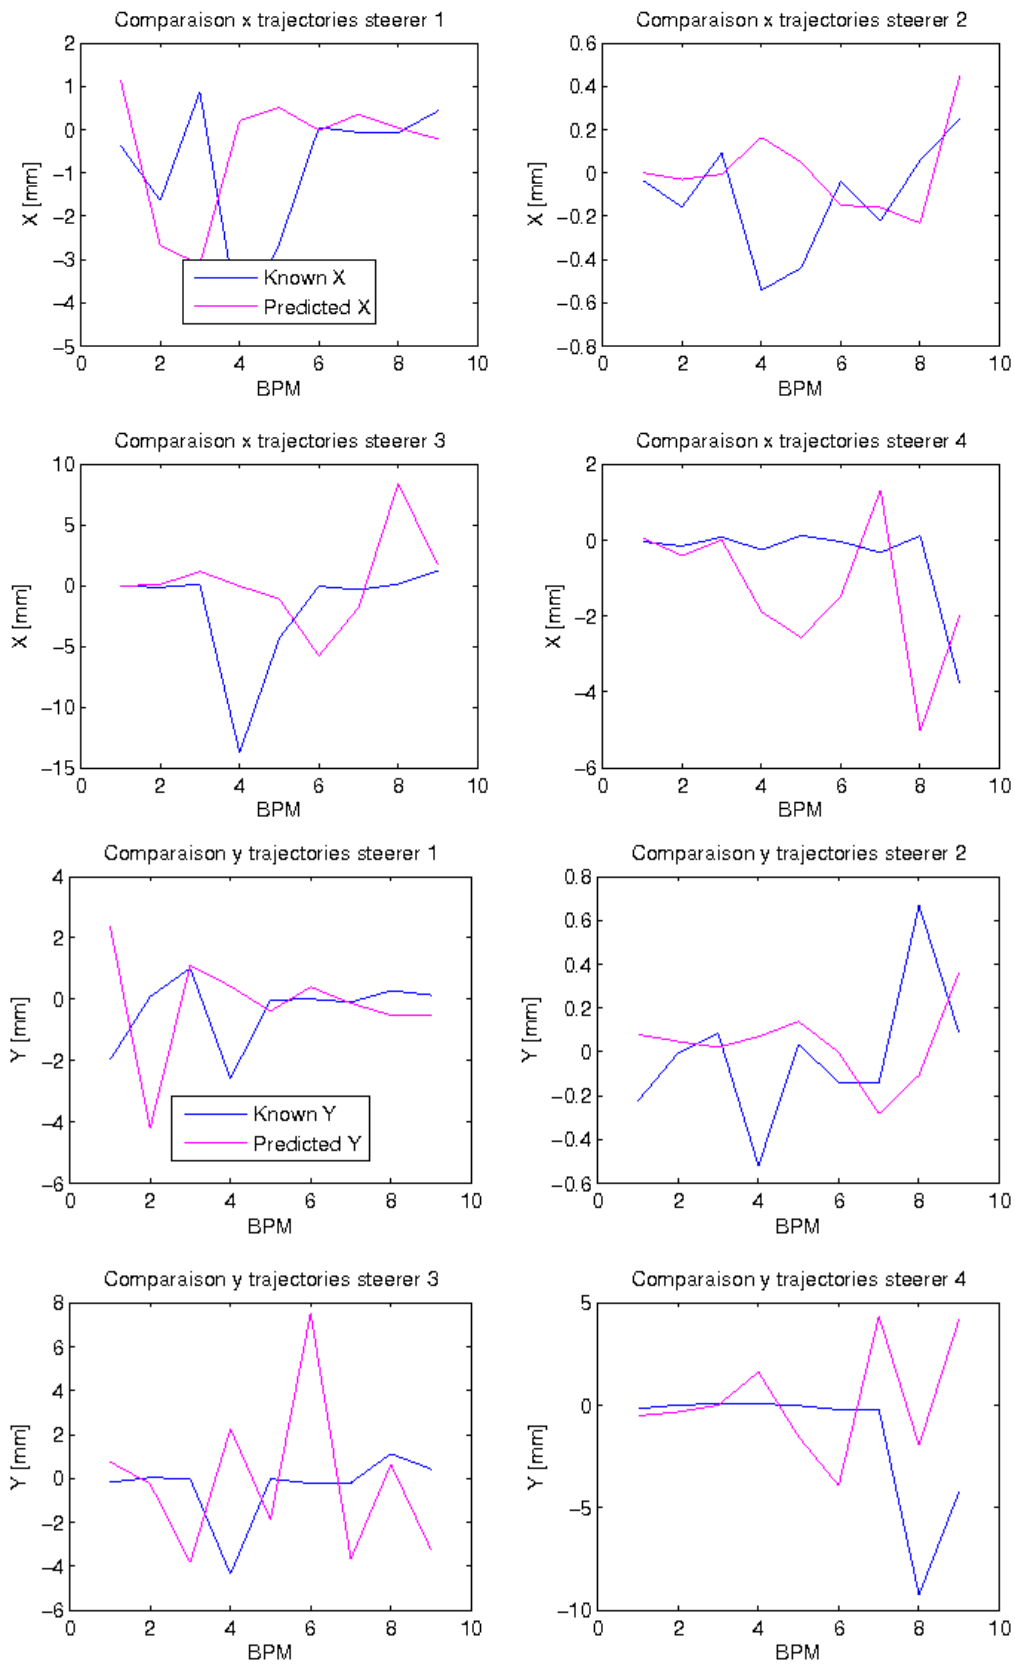 Comparaison x trajectories steerer 1
2
1
0
−1
−2
−3
−4
−5
X [mm]
Known X
Predicted X
0 2 4 6 8 10
BPM
Comparaison x trajectories steerer 2
0.6
0.4
0.2
0
−0.2
−0.4
−0.6
−0.8
X [mm]
0 2 4 6 8 10
BPM
Comparaison x trajectories steerer 3
10
5
0
−5
−10
−15
X [mm]
0 2 4 6 8 10
BPM
Comparaison x trajectories steerer 4
2
0
−2
−4
−6
X [mm]
0 2 4 6 8 10
BPM
Comparaison y trajectories steerer 1
4
2
0
−2
−4
−6
Y [mm]
Known Y
Predicted Y
0 2 4 6 8 10
BPM
Comparaison y trajectories steerer 2
0.8
0.6
0.4
0.2
0
−0.2
−0.4
−0.6
Y [mm]
0 2 4 6 8 10
BPM
Comparaison y trajectories steerer 3
8
6
4
2
0
−2
−4
−6
Y [mm]
0 2 4 6 8 10
BPM
Comparaison y trajectories steerer 4
5
0
−5
−10
Y [mm]
0 2 4 6 8 10
BPM